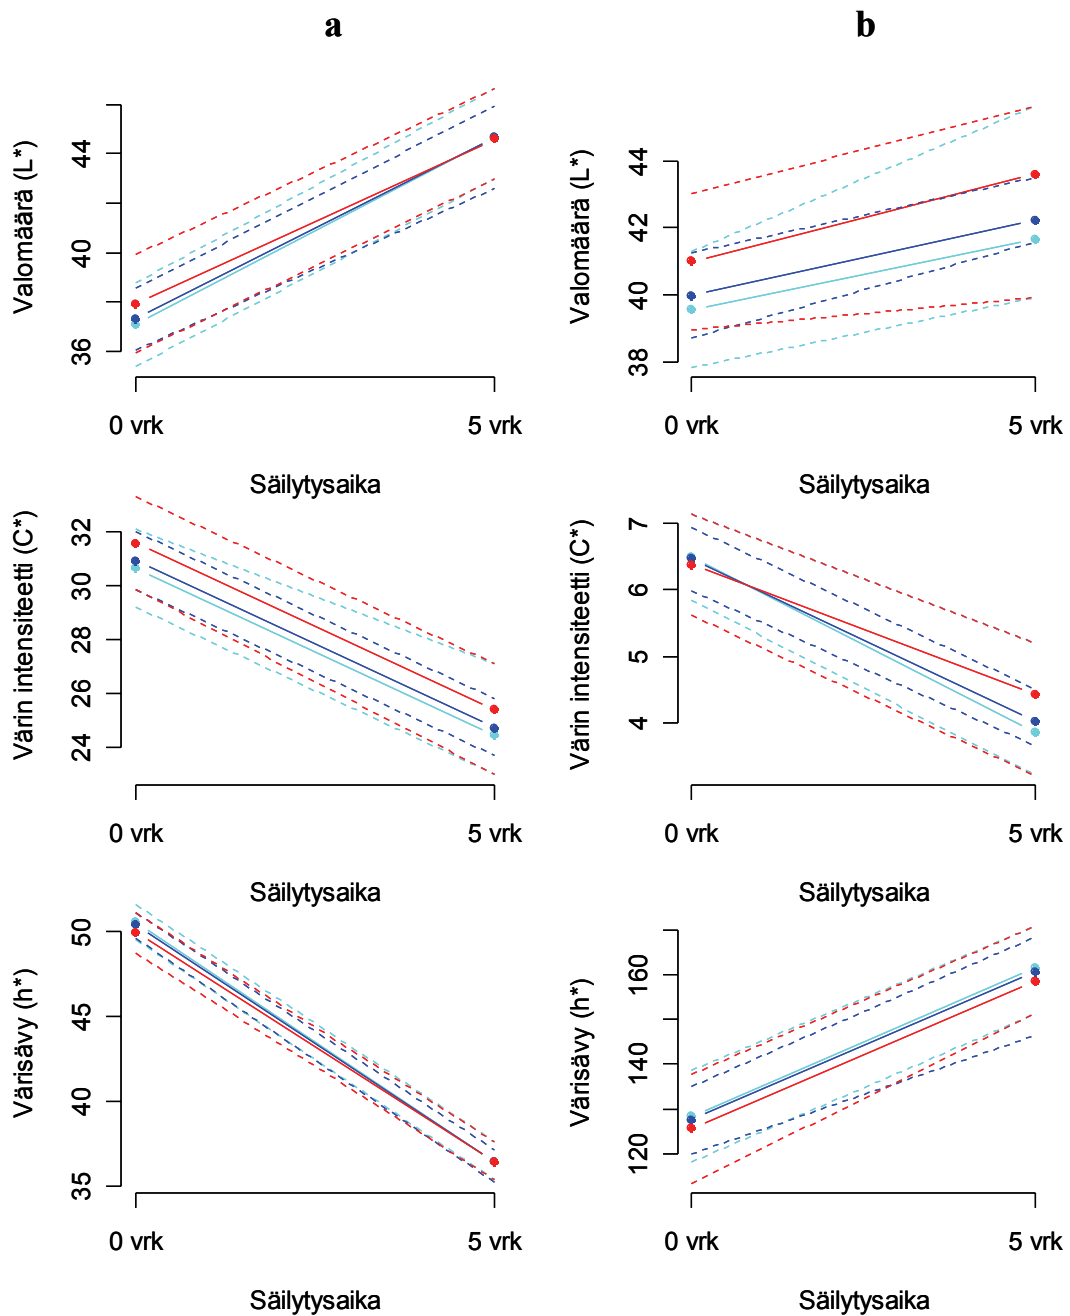 a
b
Valomäärä (L*)
36
40
44
0 vrk
5 vrk
Säilytysaika
Valomäärä (L*)
38
40
42
44
0 vrk
5 vrk
Säilytysaika
Värin intensiteetti (C*)
24
26
28
30
32
0 vrk
5 vrk
Säilytysaika
Värin intensiteetti (C*)
4
5
6
7
0 vrk
5 vrk
Säilytysaika
Värisävy (h*)
35
40
45
50
0 vrk
5 vrk
Säilytysaika
Värisävy (h*)
120
140
160
0 vrk
5 vrk
Säilytysaika